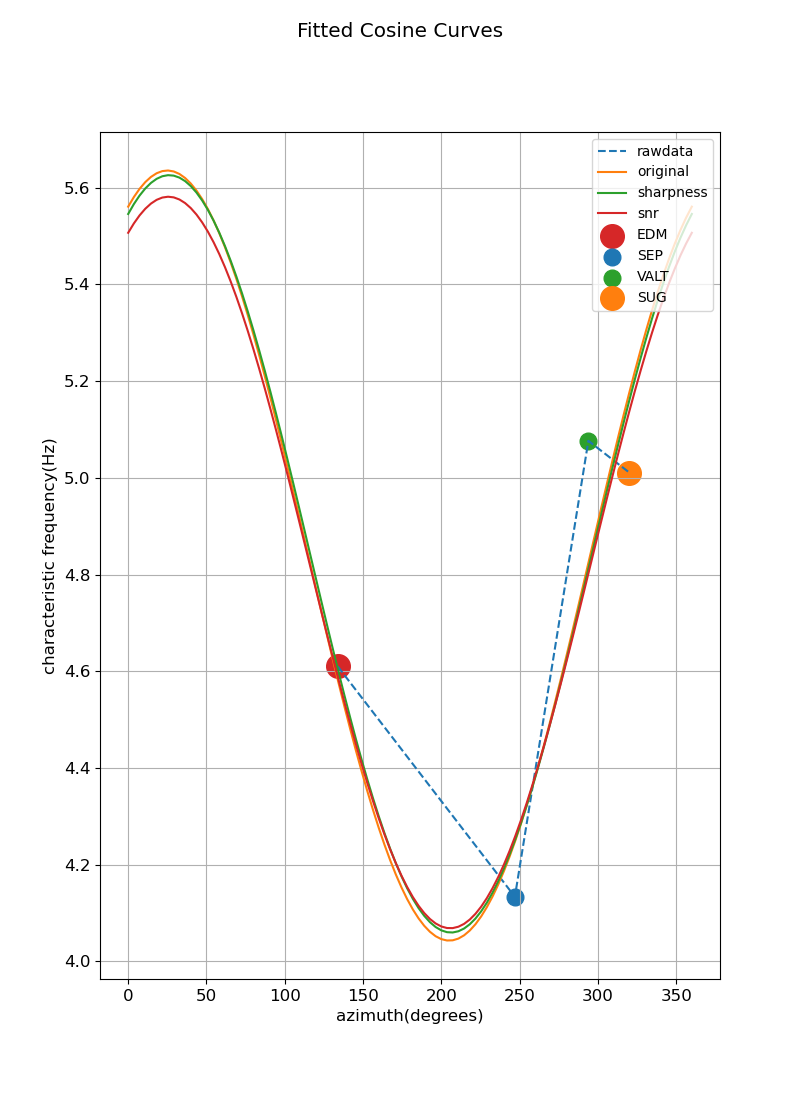 Fitted Cosine Curves
rawdata
original
sharpness
snr
EDM
SEP
VALT
SUG
5.6
5.4
5.2
5.0
4.8
4.6
4.4
4.2
4.0
characteristic frequency(Hz)
0 50 100 150 200 250 300 350
azimuth(degrees)